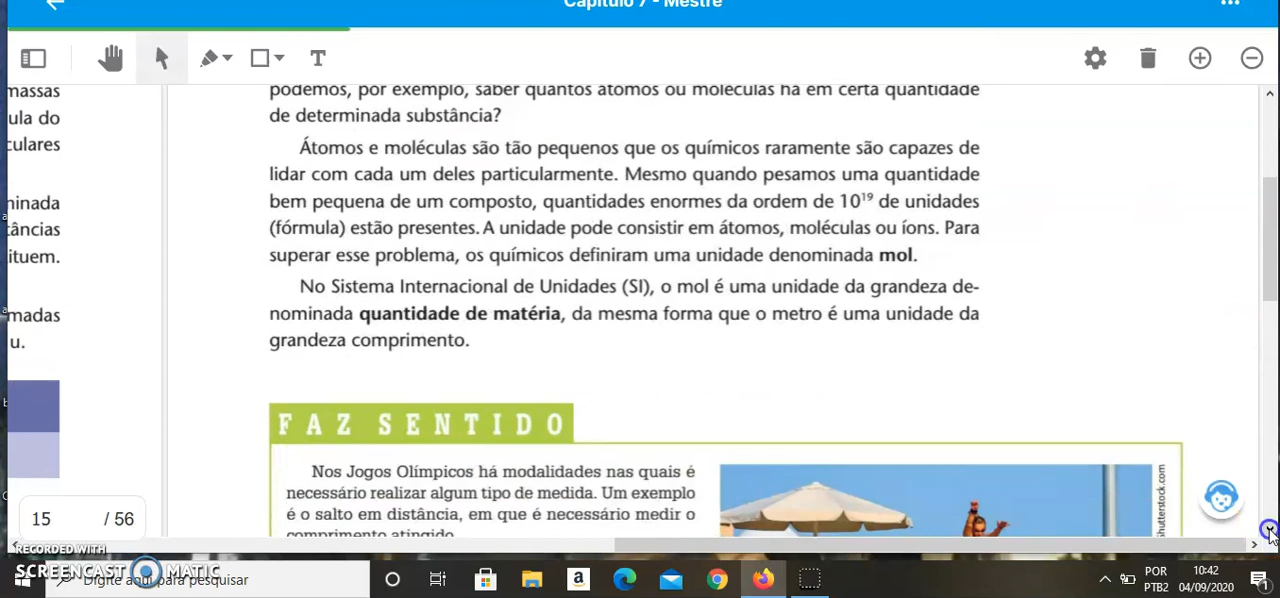 Capítulo 7 - Mestre
massas
ula do
culares
ninada
tâncias
ituem.
madas
u.
podemos, por exemplo, saber quantos átomos ou moléculas há em certa quantidade
de determinada substância?
Átomos e moléculas são tão pequenos que os químicos raramente são capazes de
lidar com cada um deles particularmente. Mesmo quando pesamos uma quantidade
bem pequena de um composto, quantidades enormes da ordem de 10¹⁹ de unidades
(fórmula) estão presentes. A unidade pode consistir em átomos, moléculas ou íons. Para
superar esse problema, os químicos definiram uma unidade denominada mol.
No Sistema Internacional de Unidades (SI), o mol é uma unidade da grandeza de-
nominada quantidade de matéria, da mesma forma que o metro é uma unidade da
grandeza comprimento.
FAZ SENTIDO
Nos Jogos Olímpicos há modalidades nas quais é
necessário realizar algum tipo de medida. Um exemplo
é o salto em distância, em que é necessário medir o
comprimento atingido
hutterstock.com
15 / 56
RECORDED WITH
SCREENCAST MATIC
Digite aqui para pesquisar
POR
PTB2
10:42
04/09/2020
1